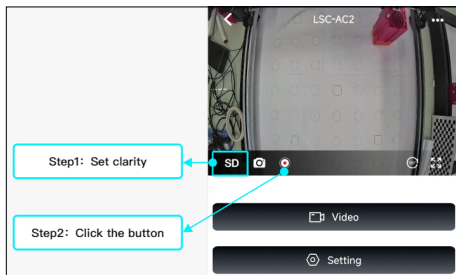 LSC-AC2
Step1: Set clarity
SD
Step2: Click the button
Video
Setting